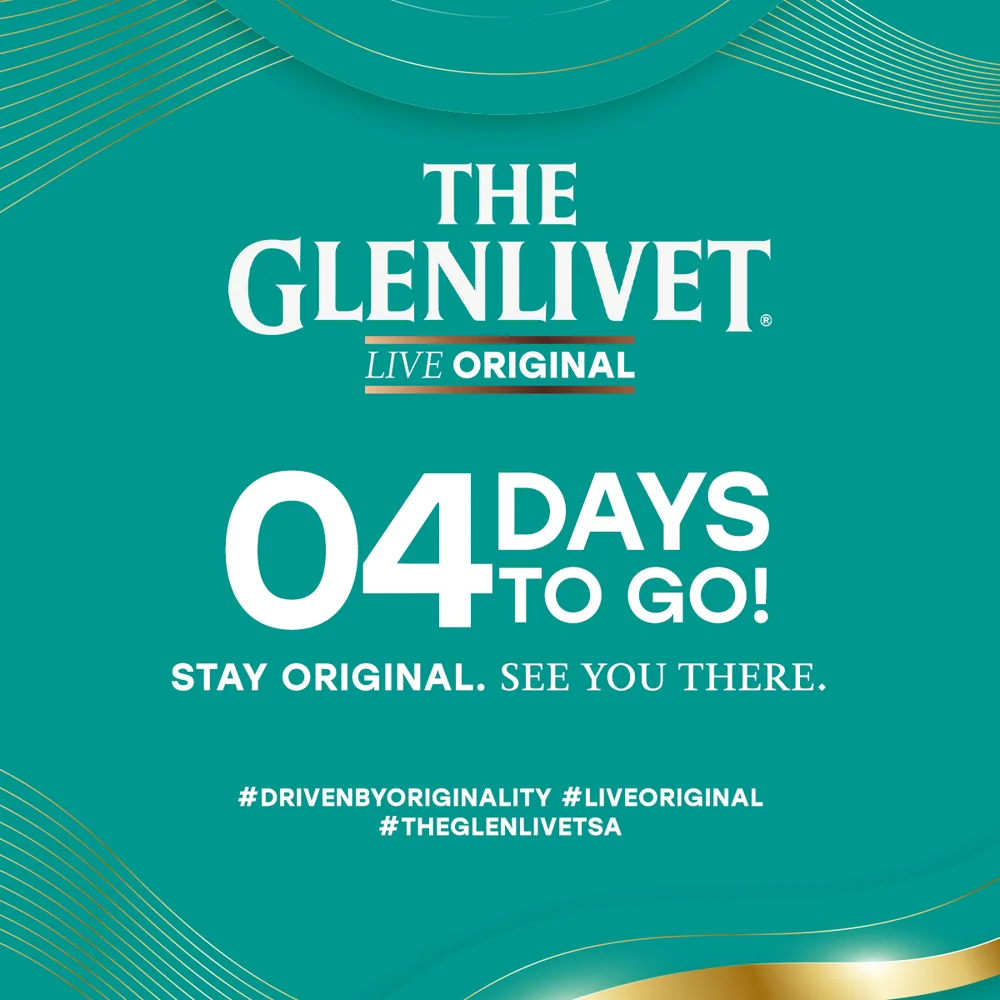 THE
GLENLIVET®
LIVE ORIGINAL
04 DAYS
TO GO!
STAY ORIGINAL. SEE YOU THERE.
#DRIVENBYORIGINALITY #LIVEORIGINAL
#THEGLENLIVETSA